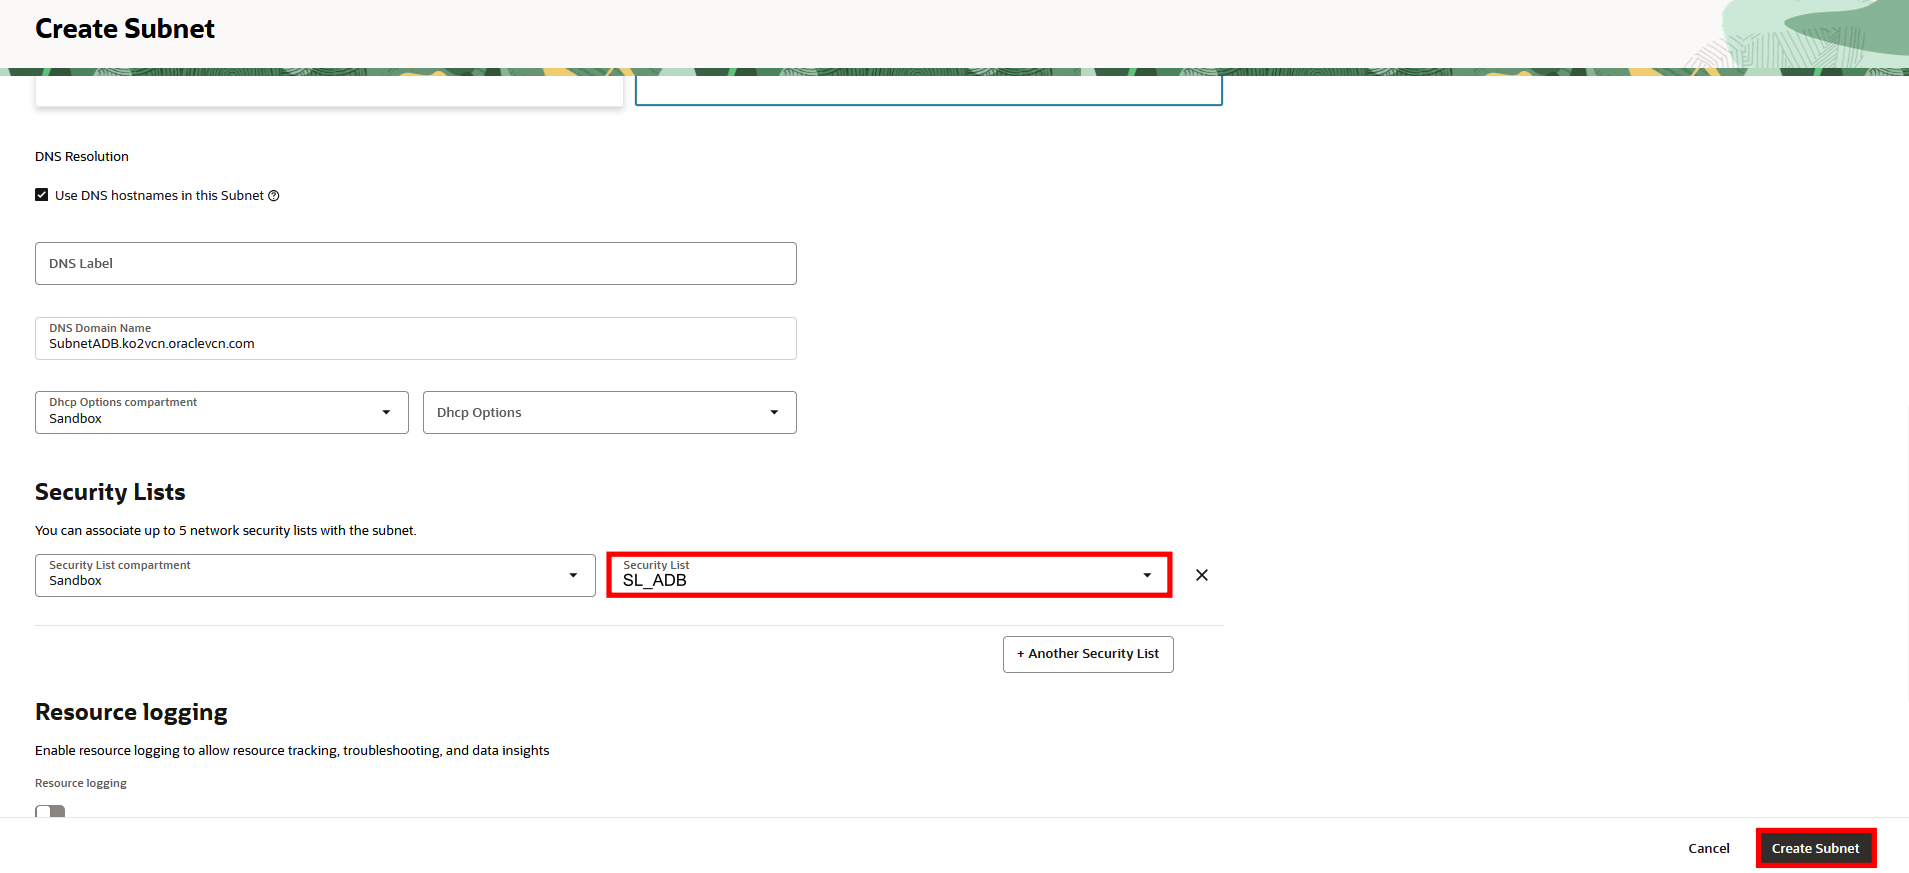 Create Subnet
DNS Resolution
Use DNS hostnames in this Subnet
DNS Label
DNS Domain Name
SubnetADB.ko2vcn.oraclevcn.com
Dhcp Options compartment
Sandbox
Dhcp Options
Security Lists
You can associate up to 5 network security lists with the subnet.
Security List compartment
Sandbox
Security List
SL_ADB
+ Another Security List
Resource logging
Enable resource logging to allow resource tracking, troubleshooting, and data insights
Resource logging
Cancel
Create Subnet